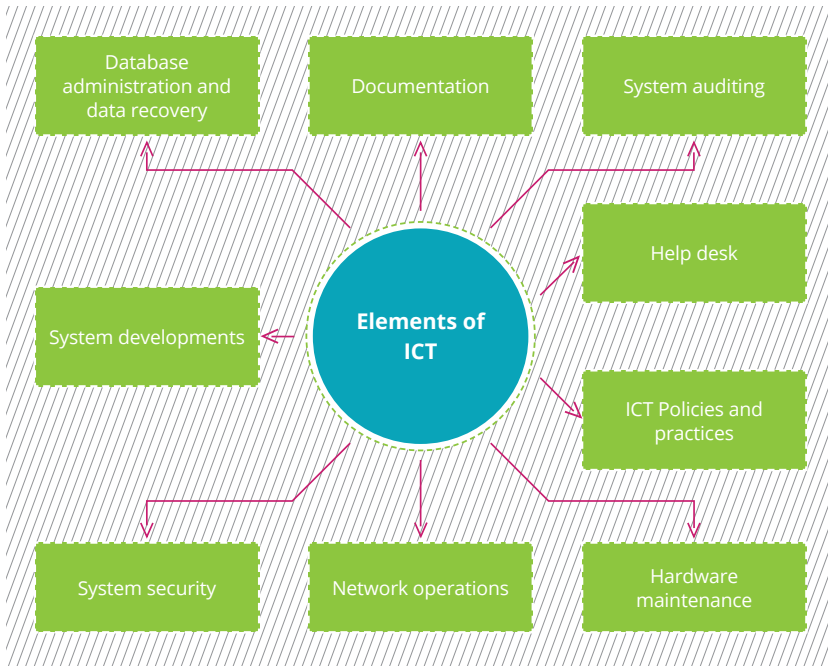 Database
administration and
data recovery
Documentation
System auditing
Help desk
Elements of
ICT
System developments
ICT Policies and
practices
System security
Network operations
Hardware
maintenance